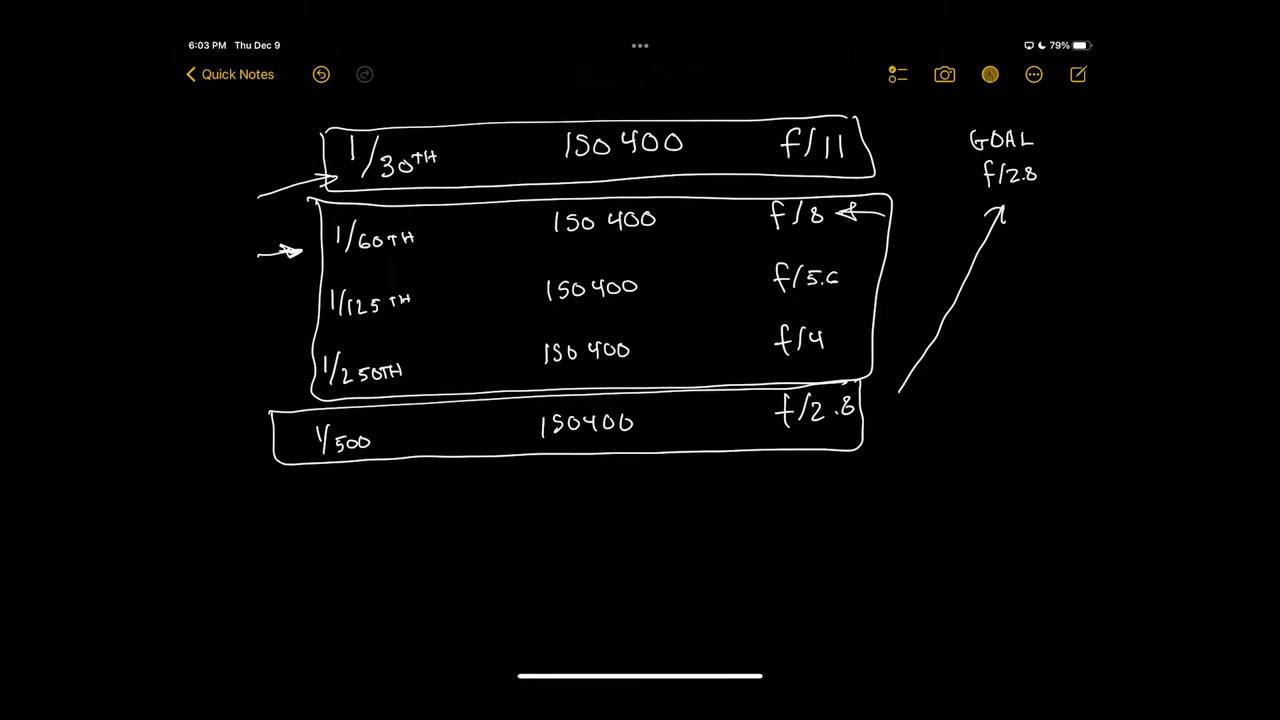 6:03 PM Thu Dec 9
79%
Quick Notes
1/30TH ISO 400 f/11
GOAL
f/2.8
1/60TH ISO 400 f/8
1/125TH ISO 400 f/5.6
1/250TH ISO 400 f/4
1/500 ISO400 f/2.8